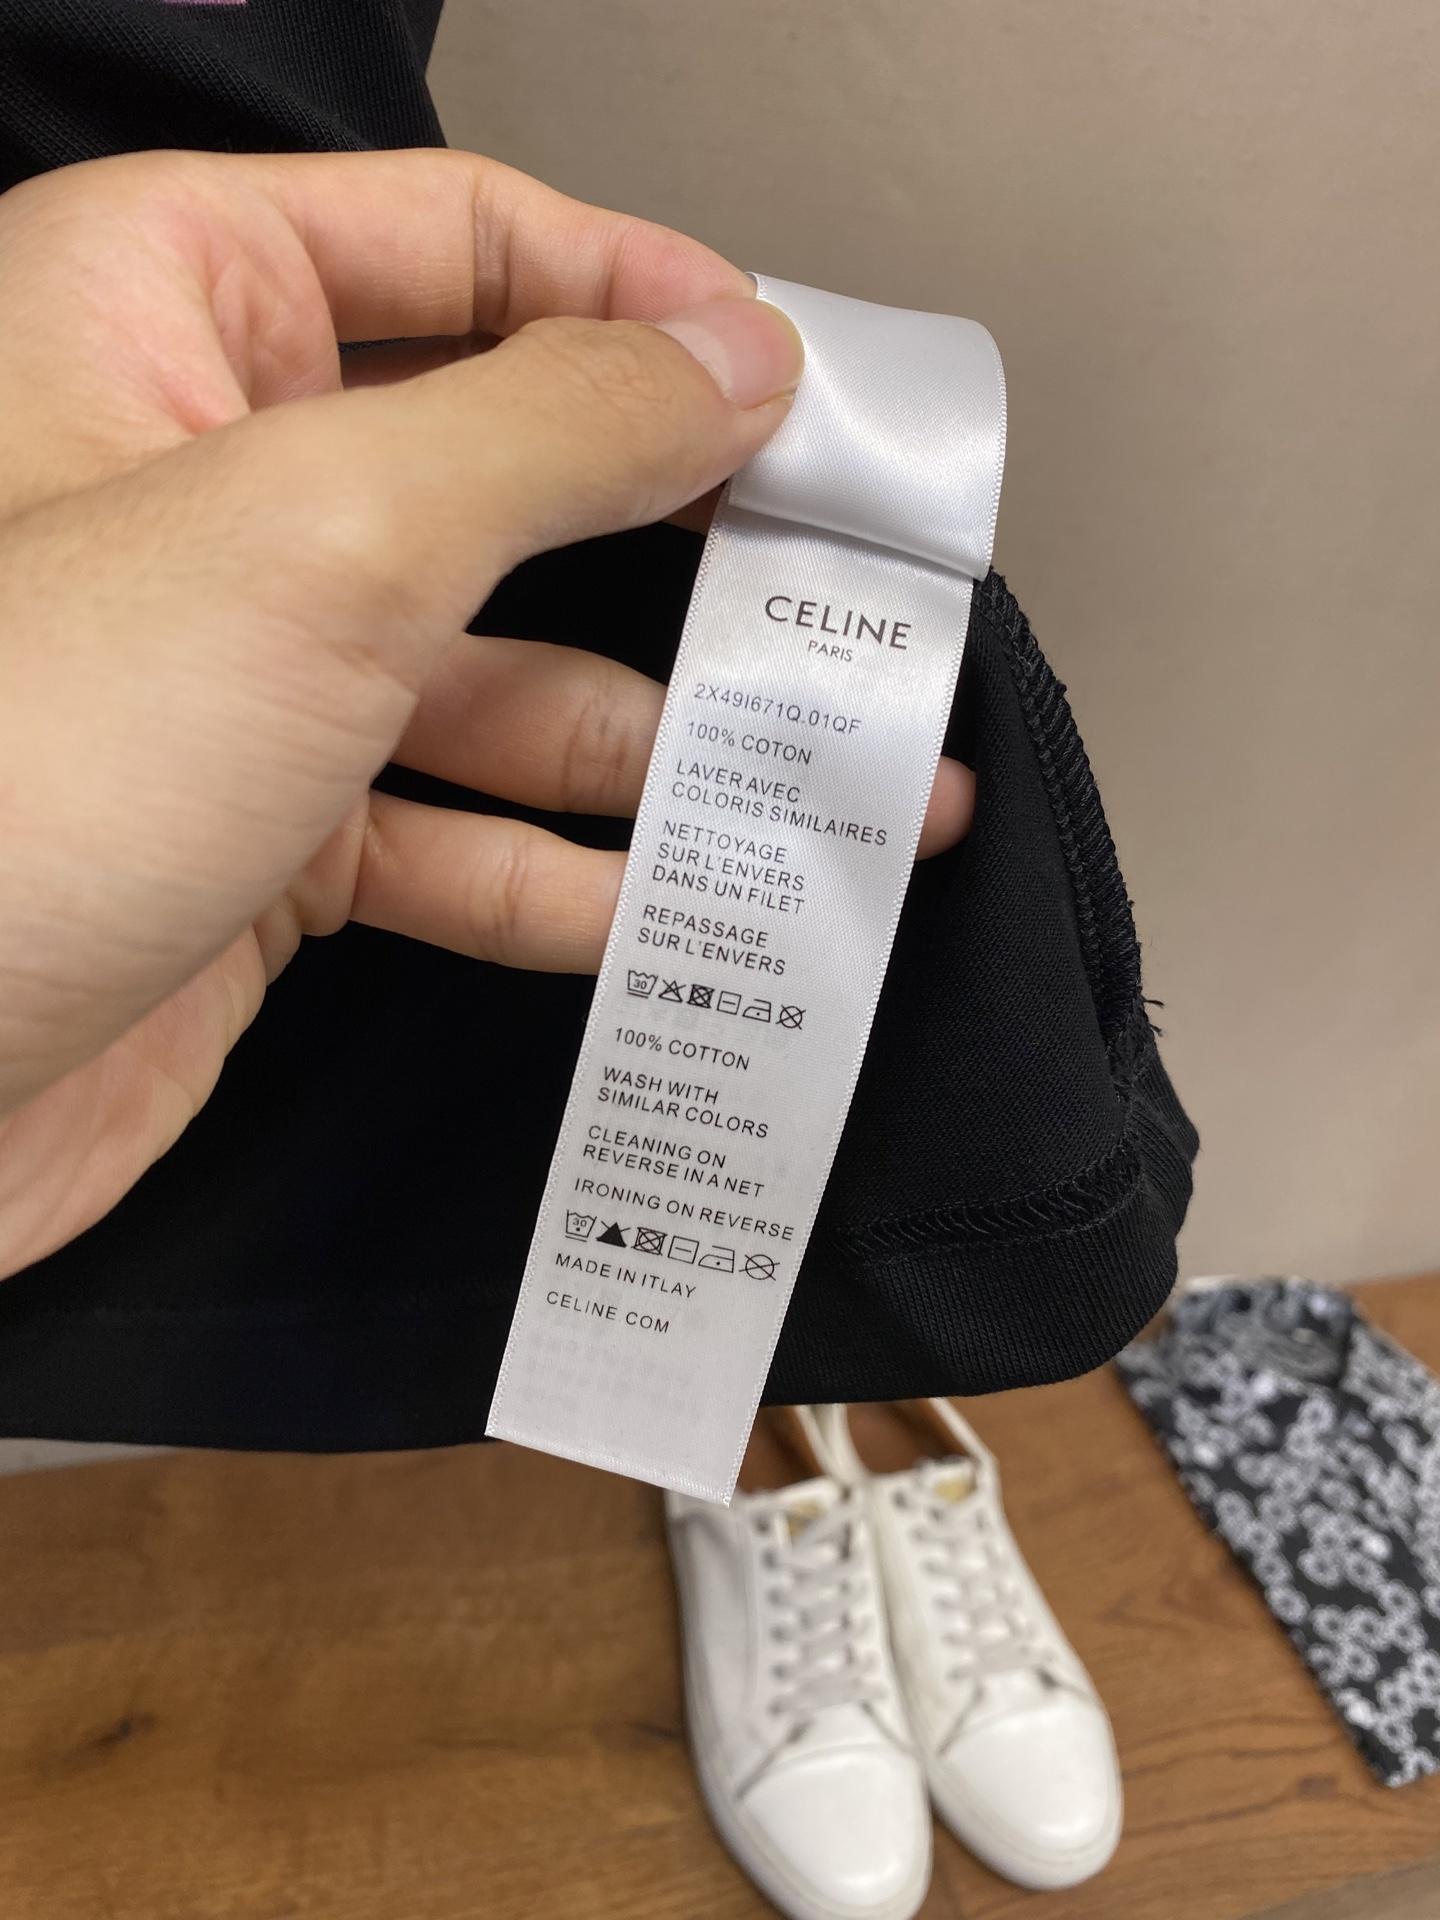 CELINE
PARIS
2X49I671Q.01QF
100% COTON
LAVER AVEC
COLORIS SIMILAIRES
NETTOYAGE
SUR L'ENVERS
DANS UN FILET
REPASSAGE
SUR L'ENVERS
30
100% COTTON
WASH WITH
SIMILAR COLORS
CLEANING ON
REVERSE IN A NET
IRONING ON REVERSE
30
MADE IN ITLAY
CELINE.COM